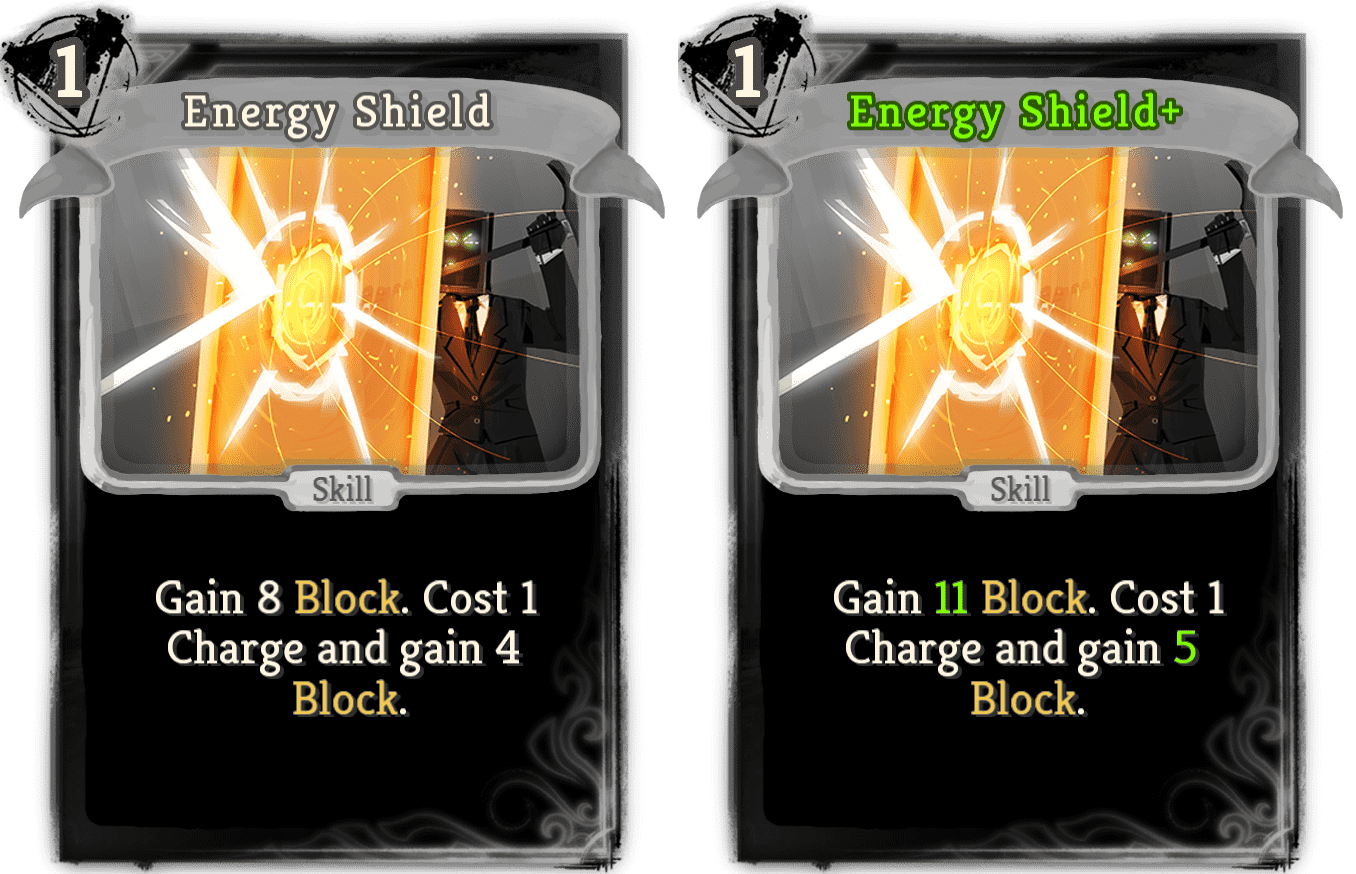 1
Energy Shield
Skill
Gain 8 Block. Cost 1
Charge and gain 4
Block.
1
Energy Shield+
Skill
Gain 11 Block. Cost 1
Charge and gain 5
Block.